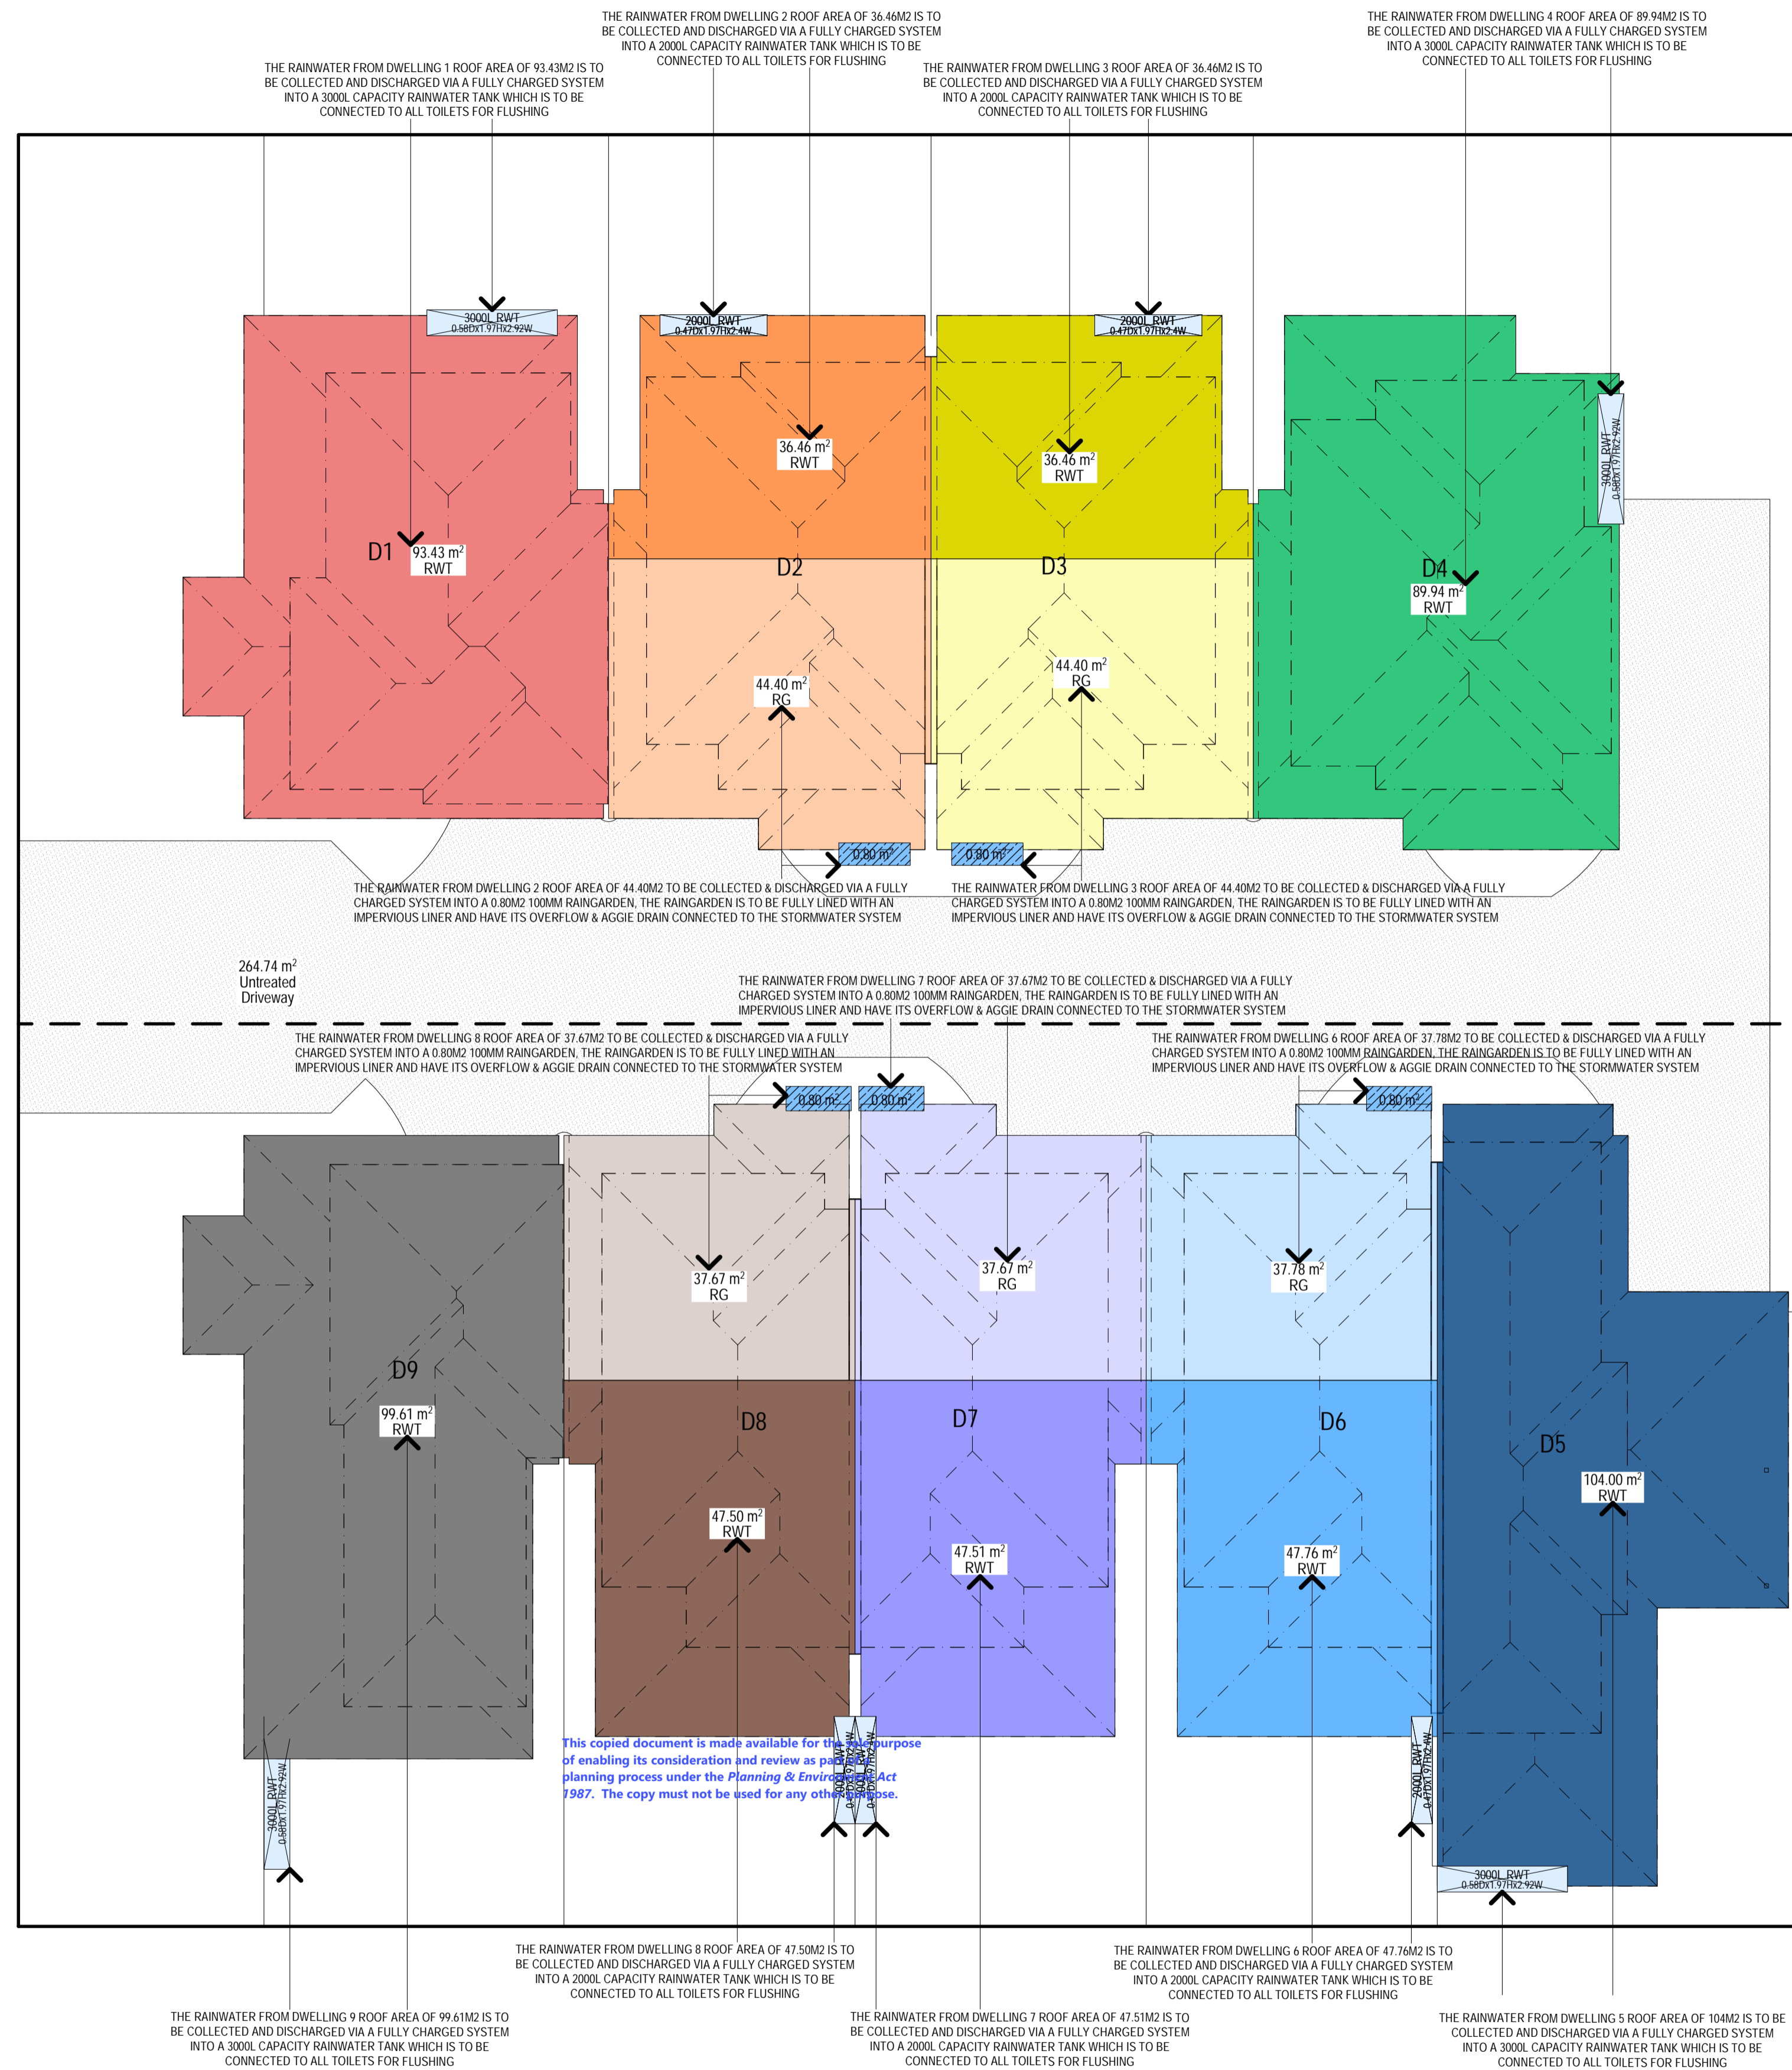 THE RAINWATER FROM DWELLING 2 ROOF AREA OF 36.46M2 IS TO
BE COLLECTED AND DISCHARGED VIA A FULLY CHARGED SYSTEM
INTO A 2000L CAPACITY RAINWATER TANK WHICH IS TO BE
CONNECTED TO ALL TOILETS FOR FLUSHING
THE RAINWATER FROM DWELLING 4 ROOF AREA OF 89.94M2 IS TO
BE COLLECTED AND DISCHARGED VIA A FULLY CHARGED SYSTEM
INTO A 3000L CAPACITY RAINWATER TANK WHICH IS TO BE
CONNECTED TO ALL TOILETS FOR FLUSHING
THE RAINWATER FROM DWELLING 1 ROOF AREA OF 93.43M2 IS TO
BE COLLECTED AND DISCHARGED VIA A FULLY CHARGED SYSTEM
INTO A 3000L CAPACITY RAINWATER TANK WHICH IS TO BE
CONNECTED TO ALL TOILETS FOR FLUSHING
THE RAINWATER FROM DWELLING 3 ROOF AREA OF 36.46M2 IS TO
BE COLLECTED AND DISCHARGED VIA A FULLY CHARGED SYSTEM
INTO A 2000L CAPACITY RAINWATER TANK WHICH IS TO BE
CONNECTED TO ALL TOILETS FOR FLUSHING
3000L RWT
0.58Dx1.97Hx2.92W
2000L RWT
0.47Dx1.97Hx2.4W
2000L RWT
0.47Dx1.97Hx2.4W
3000L RWT
0.58Dx1.97Hx2.92W
36.46 m²
RWT
36.46 m²
RWT
D1
93.43 m²
RWT
D2
D3
D4
89.94 m²
RWT
44.40 m²
RG
44.40 m²
RG
0.80 m²
0.80 m²
THE RAINWATER FROM DWELLING 2 ROOF AREA OF 44.40M2 TO BE COLLECTED & DISCHARGED VIA A FULLY
CHARGED SYSTEM INTO A 0.80M2 100MM RAINGARDEN, THE RAINGARDEN IS TO BE FULLY LINED WITH AN
IMPERVIOUS LINER AND HAVE ITS OVERFLOW & AGGIE DRAIN CONNECTED TO THE STORMWATER SYSTEM
THE RAINWATER FROM DWELLING 3 ROOF AREA OF 44.40M2 TO BE COLLECTED & DISCHARGED VIA A FULLY
CHARGED SYSTEM INTO A 0.80M2 100MM RAINGARDEN, THE RAINGARDEN IS TO BE FULLY LINED WITH AN
IMPERVIOUS LINER AND HAVE ITS OVERFLOW & AGGIE DRAIN CONNECTED TO THE STORMWATER SYSTEM
264.74 m²
Untreated
Driveway
THE RAINWATER FROM DWELLING 7 ROOF AREA OF 37.67M2 TO BE COLLECTED & DISCHARGED VIA A FULLY
CHARGED SYSTEM INTO A 0.80M2 100MM RAINGARDEN, THE RAINGARDEN IS TO BE FULLY LINED WITH AN
IMPERVIOUS LINER AND HAVE ITS OVERFLOW & AGGIE DRAIN CONNECTED TO THE STORMWATER SYSTEM
THE RAINWATER FROM DWELLING 8 ROOF AREA OF 37.67M2 TO BE COLLECTED & DISCHARGED VIA A FULLY
CHARGED SYSTEM INTO A 0.80M2 100MM RAINGARDEN, THE RAINGARDEN IS TO BE FULLY LINED WITH AN
IMPERVIOUS LINER AND HAVE ITS OVERFLOW & AGGIE DRAIN CONNECTED TO THE STORMWATER SYSTEM
THE RAINWATER FROM DWELLING 6 ROOF AREA OF 37.78M2 TO BE COLLECTED & DISCHARGED VIA A FULLY
CHARGED SYSTEM INTO A 0.80M2 100MM RAINGARDEN, THE RAINGARDEN IS TO BE FULLY LINED WITH AN
IMPERVIOUS LINER AND HAVE ITS OVERFLOW & AGGIE DRAIN CONNECTED TO THE STORMWATER SYSTEM
0.80 m²
0.80 m²
0.80 m²
37.67 m²
RG
37.67 m²
RG
37.78 m²
RG
D9
99.61 m²
RWT
D8
D7
D6
D5
104.00 m²
RWT
47.50 m²
RWT
47.51 m²
RWT
47.76 m²
RWT
This copied document is made available for the sole purpose
of enabling its consideration and review as part of a
planning process under the Planning & Environment Act
1987. The copy must not be used for any other purpose.
3000L RWT
0.58Dx1.97Hx2.92W
2000L RWT
0.47Dx1.97Hx2.4W
2000L RWT
0.47Dx1.97Hx2.4W
2000L RWT
0.47Dx1.97Hx2.4W
3000L RWT
0.58Dx1.97Hx2.92W
THE RAINWATER FROM DWELLING 8 ROOF AREA OF 47.50M2 IS TO
BE COLLECTED AND DISCHARGED VIA A FULLY CHARGED SYSTEM
INTO A 2000L CAPACITY RAINWATER TANK WHICH IS TO BE
CONNECTED TO ALL TOILETS FOR FLUSHING
THE RAINWATER FROM DWELLING 6 ROOF AREA OF 47.76M2 IS TO
BE COLLECTED AND DISCHARGED VIA A FULLY CHARGED SYSTEM
INTO A 2000L CAPACITY RAINWATER TANK WHICH IS TO BE
CONNECTED TO ALL TOILETS FOR FLUSHING
THE RAINWATER FROM DWELLING 9 ROOF AREA OF 99.61M2 IS TO
BE COLLECTED AND DISCHARGED VIA A FULLY CHARGED SYSTEM
INTO A 3000L CAPACITY RAINWATER TANK WHICH IS TO BE
CONNECTED TO ALL TOILETS FOR FLUSHING
THE RAINWATER FROM DWELLING 7 ROOF AREA OF 47.51M2 IS TO
BE COLLECTED AND DISCHARGED VIA A FULLY CHARGED SYSTEM
INTO A 2000L CAPACITY RAINWATER TANK WHICH IS TO BE
CONNECTED TO ALL TOILETS FOR FLUSHING
THE RAINWATER FROM DWELLING 5 ROOF AREA OF 104M2 IS TO BE
COLLECTED AND DISCHARGED VIA A FULLY CHARGED SYSTEM
INTO A 3000L CAPACITY RAINWATER TANK WHICH IS TO BE
CONNECTED TO ALL TOILETS FOR FLUSHING